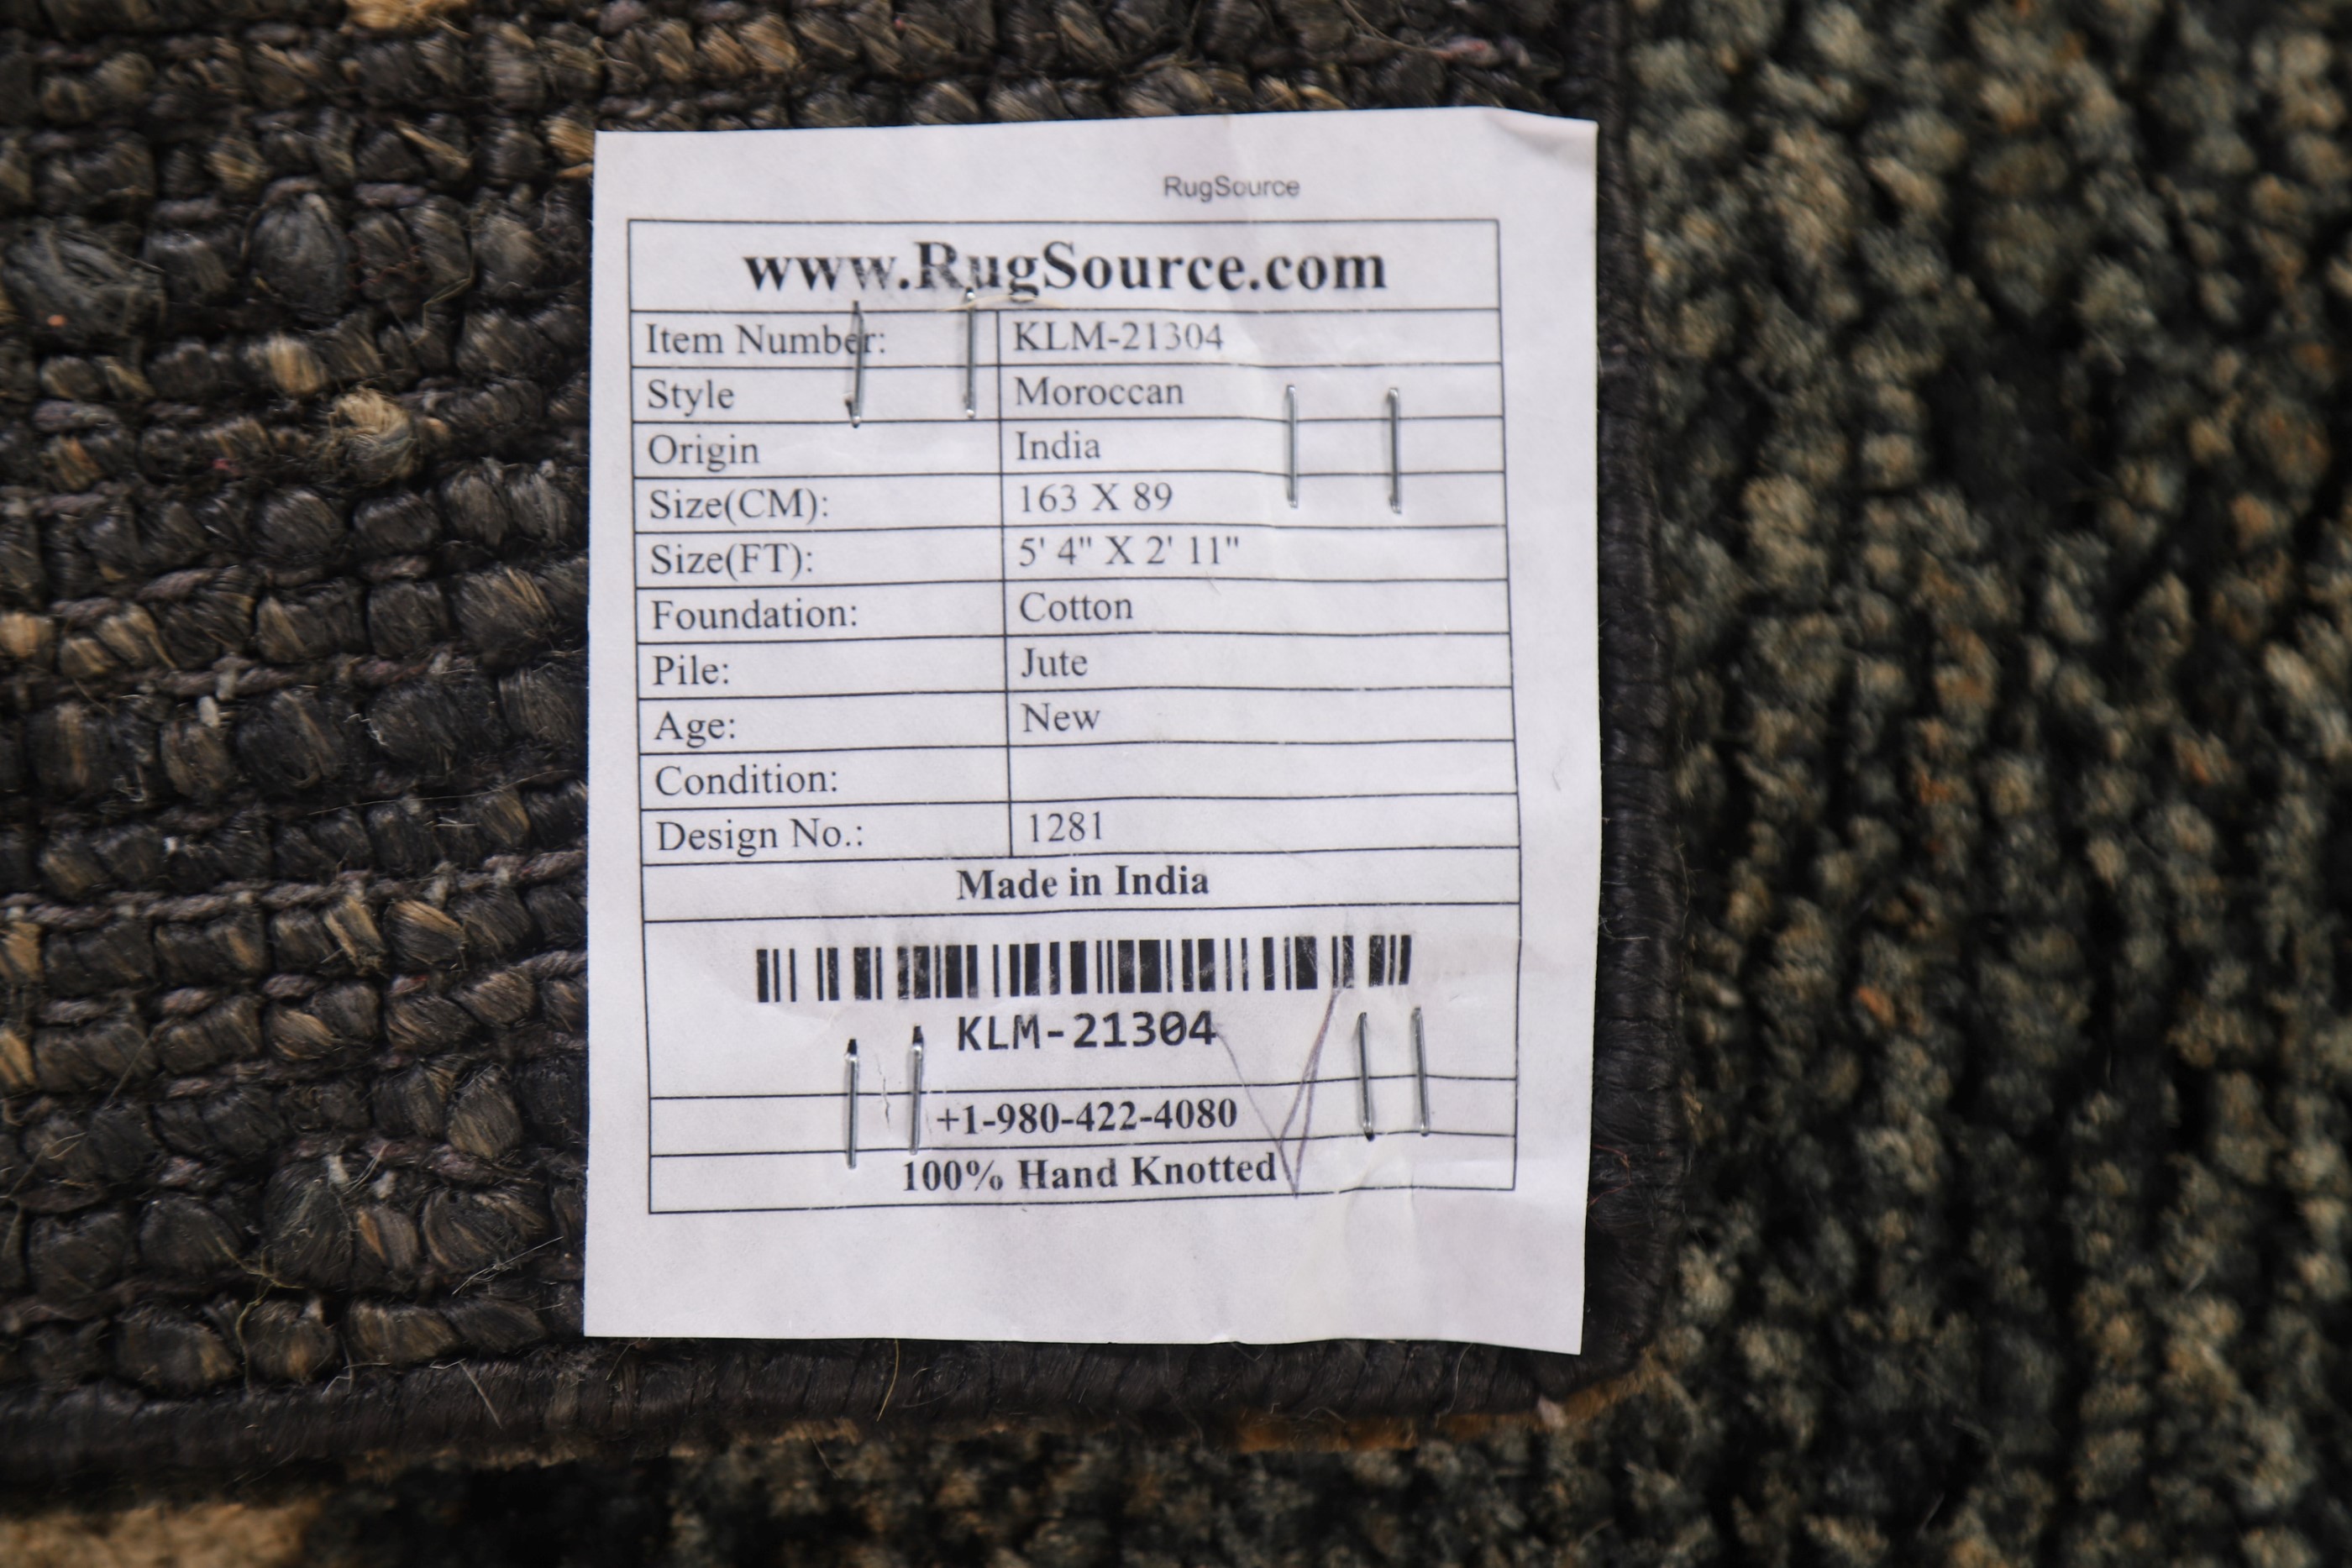 RugSource
www.RugSource.com
Item Number: KLM-21304
Style Moroccan
Origin India
Size(CM): 163 X 89
Size(FT): 5' 4" X 2' 11"
Foundation: Cotton
Pile: Jute
Age: New
Condition:
Design No.: 1281
Made in India
KLM-21304
+1-980-422-4080
100% Hand Knotted